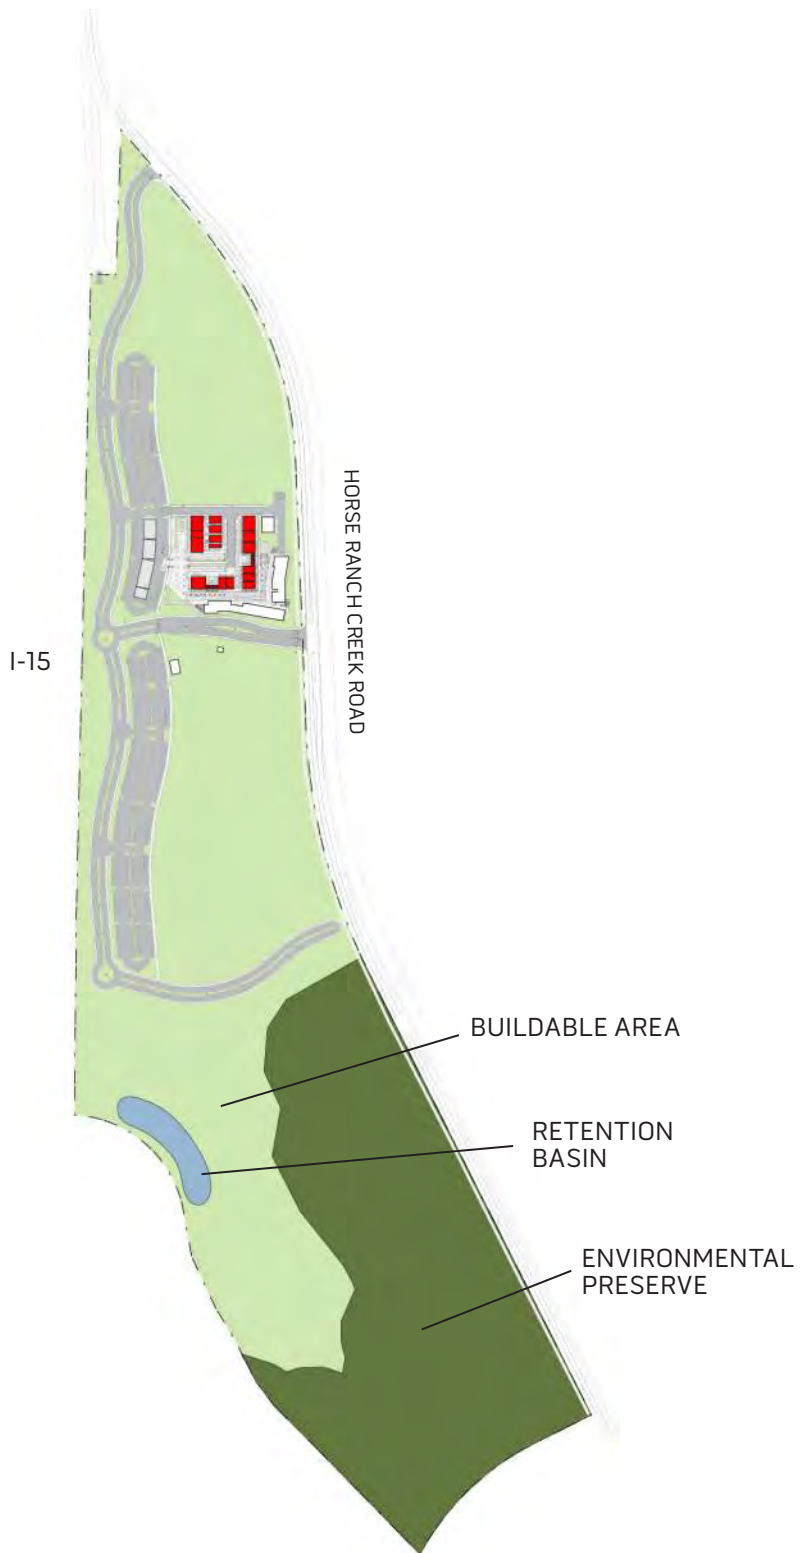 HORSE RANCH CREEK ROAD
I-15
BUILDABLE AREA
RETENTION
BASIN
ENVIRONMENTAL
PRESERVE